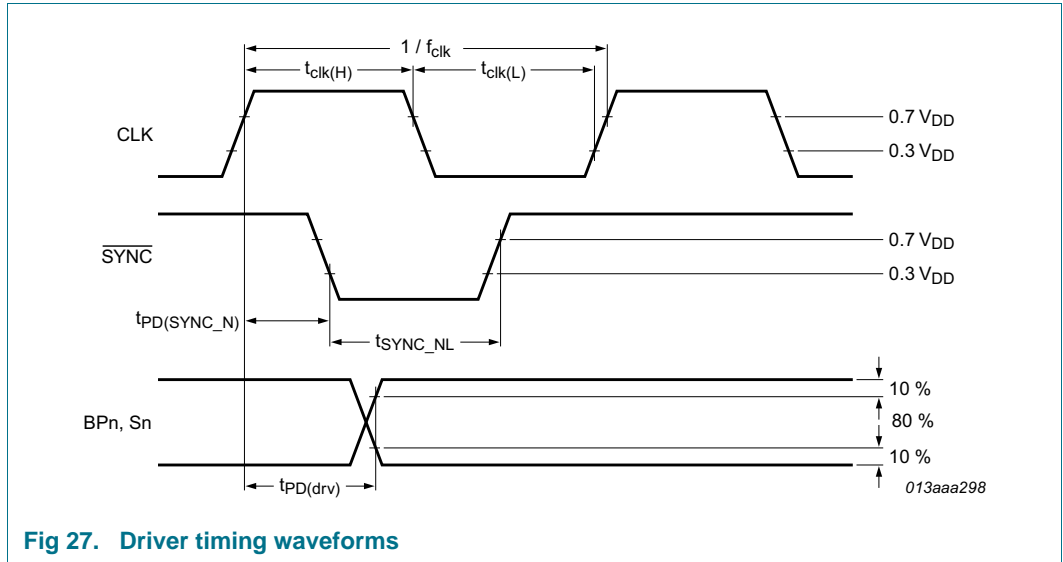 1 / fclk
tclk(H)
tclk(L)
CLK
0.7 VDD
0.3 VDD
SYNC
0.7 VDD
0.3 VDD
tPD(SYNC_N)
tSYNC_NL
BPn, Sn
10 %
80 %
10 %
tPD(drv)
013aaa298
Fig 27. Driver timing waveforms